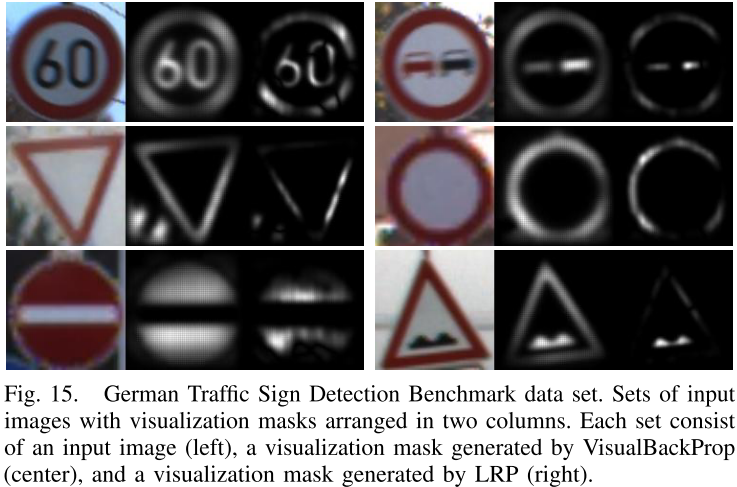 60 60 60
Fig. 15. German Traffic Sign Detection Benchmark data set. Sets of input
images with visualization masks arranged in two columns. Each set consist
of an input image (left), a visualization mask generated by VisualBackProp
(center), and a visualization mask generated by LRP (right).